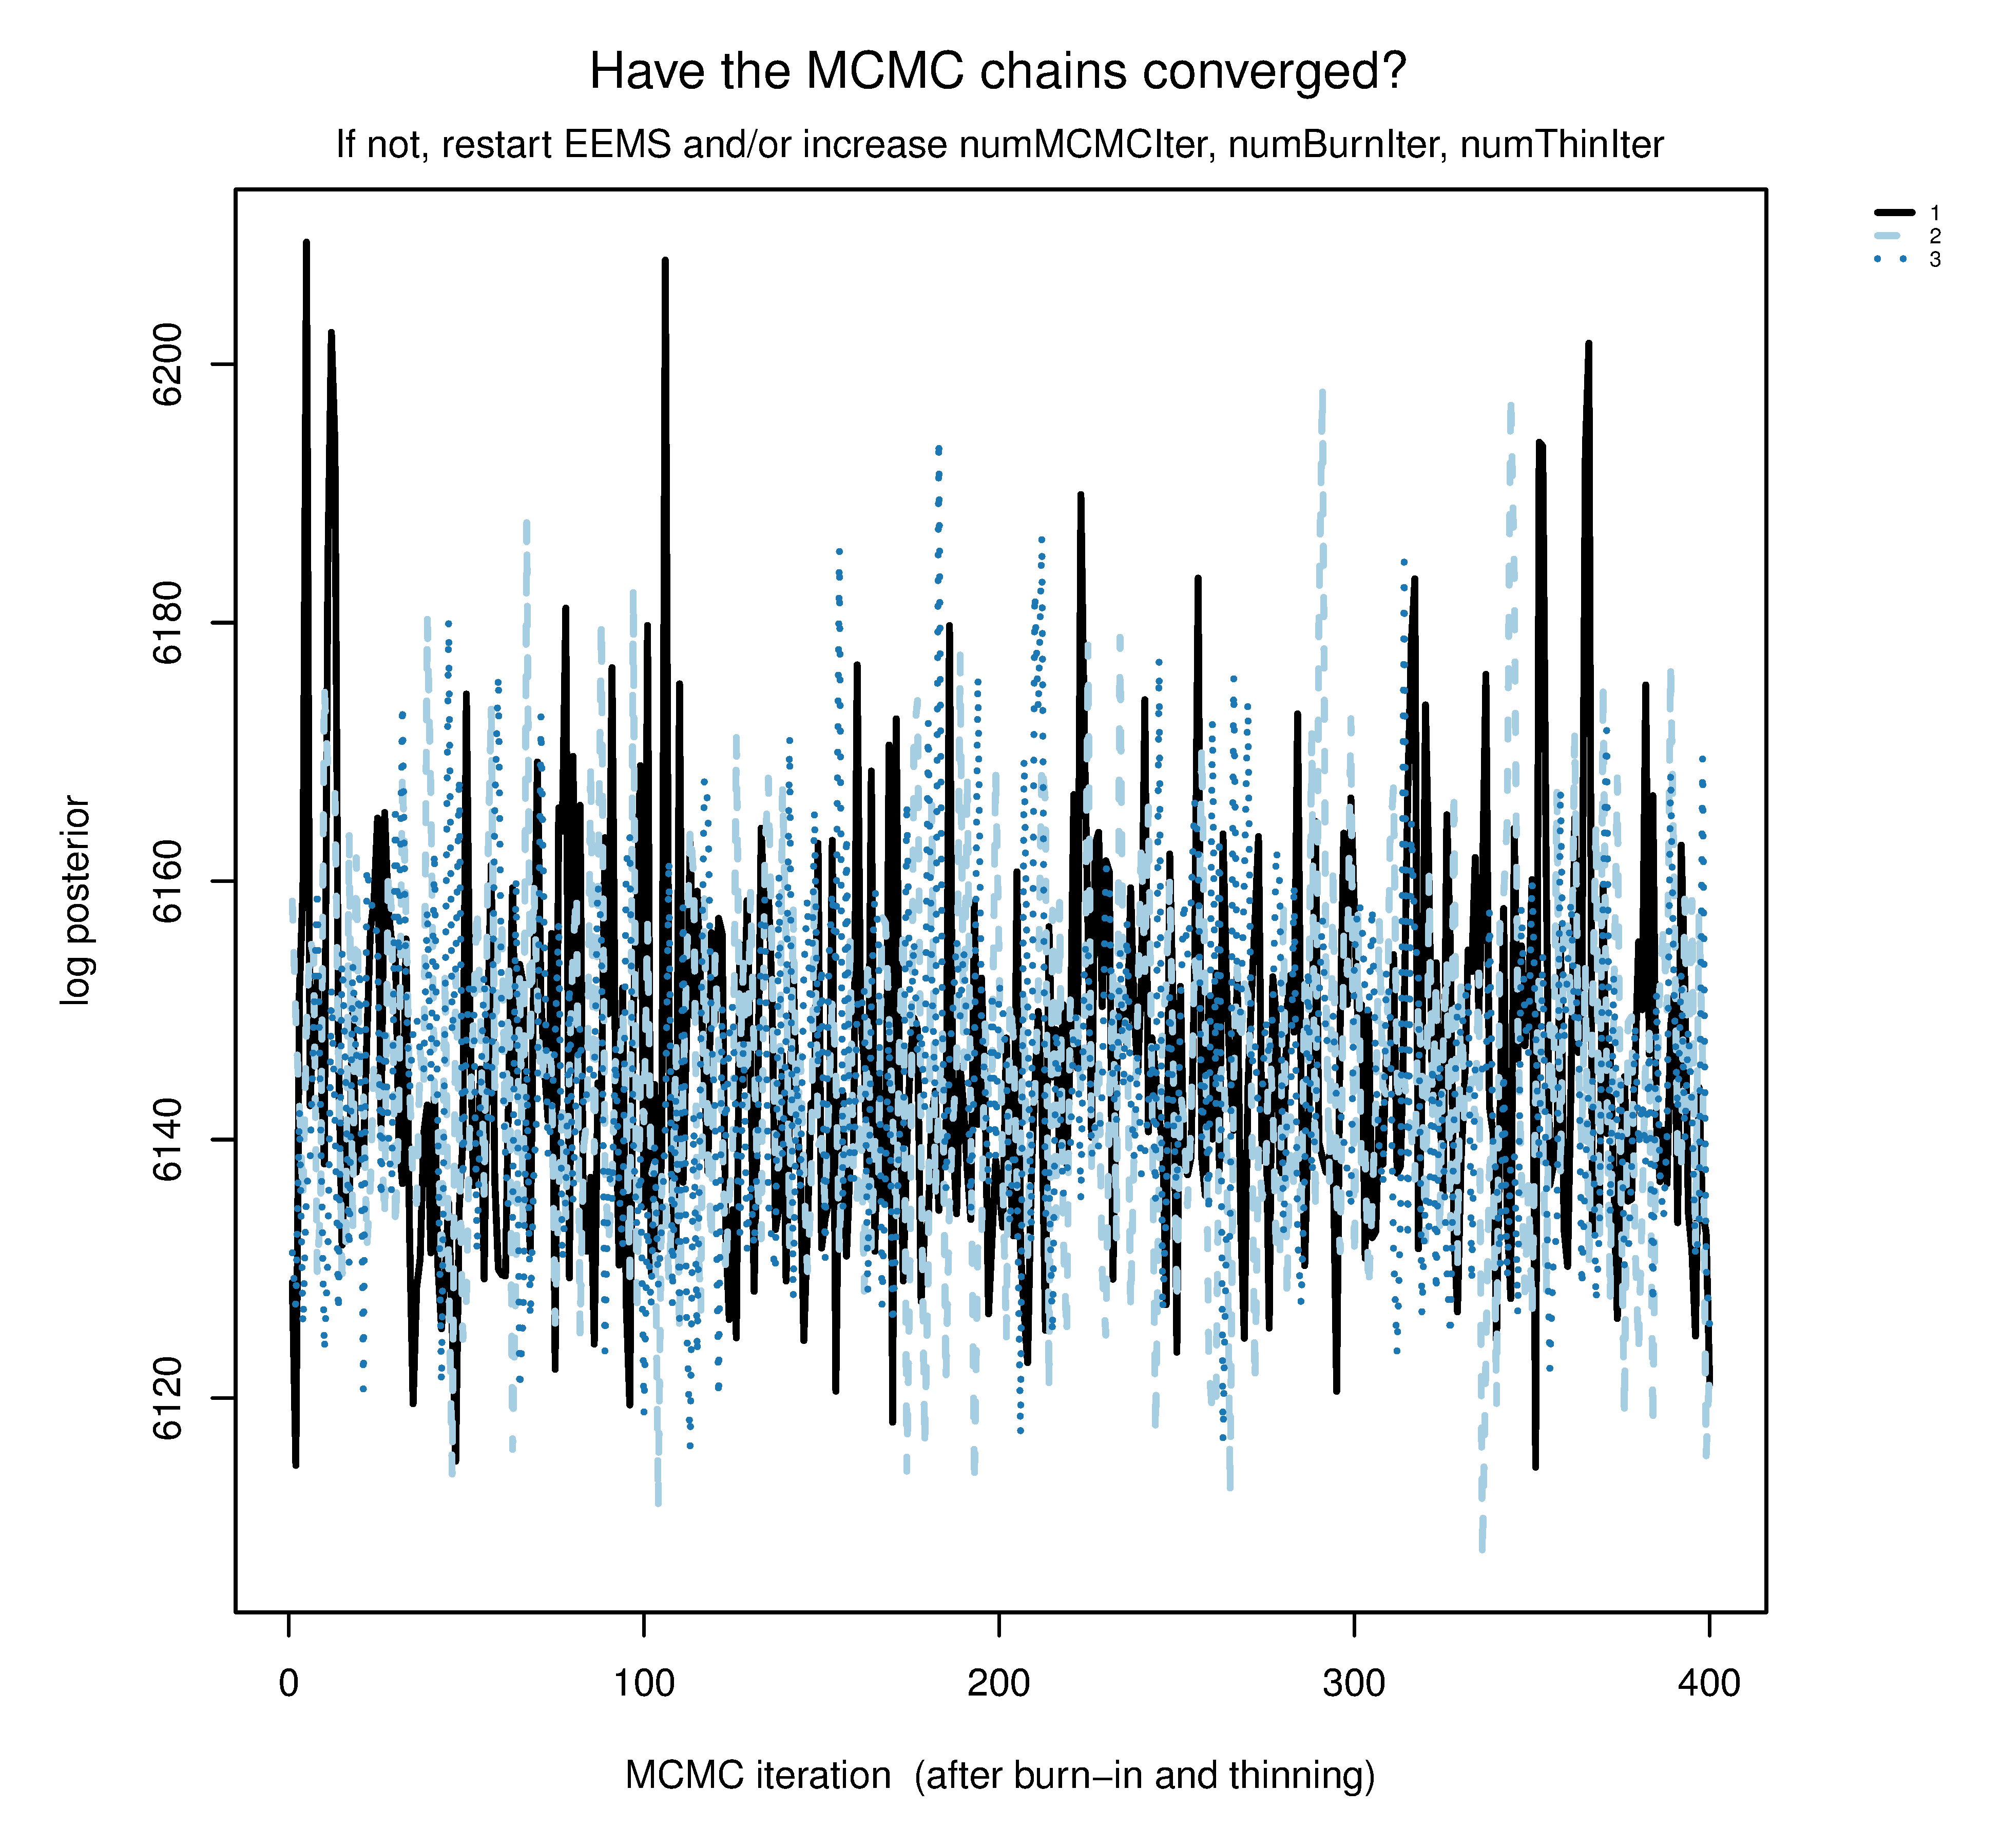 Have the MCMC chains converged?
If not, restart EEMS and/or increase numMCMCIter, numBurnIter, numThinIter
1
2
3
6200
6180
6160
6140
6120
log posterior
0 100 200 300 400
MCMC iteration (after burn−in and thinning)